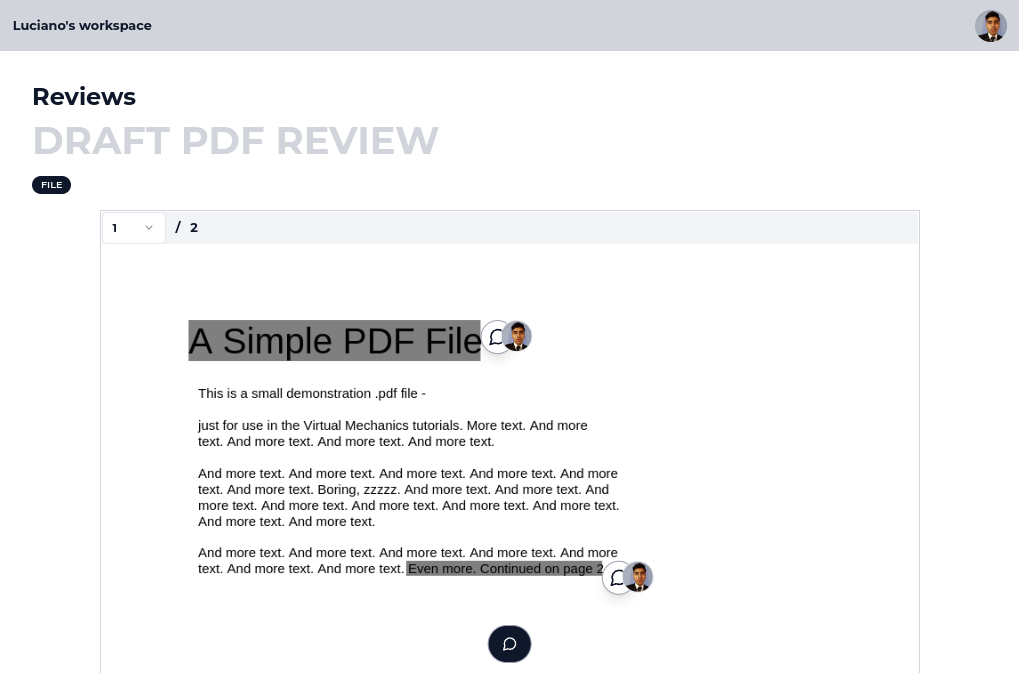 Luciano's workspace
Reviews
DRAFT PDF REVIEW
FILE
1 / 2
A Simple PDF File
This is a small demonstration .pdf file -
just for use in the Virtual Mechanics tutorials. More text. And more
text. And more text. And more text. And more text.
And more text. And more text. And more text. And more text. And more
text. And more text. Boring, zzzzz. And more text. And more text. And
more text. And more text. And more text. And more text. And more text.
And more text. And more text.
And more text. And more text. And more text. And more text. And more
text. And more text. And more text. Even more. Continued on page 2